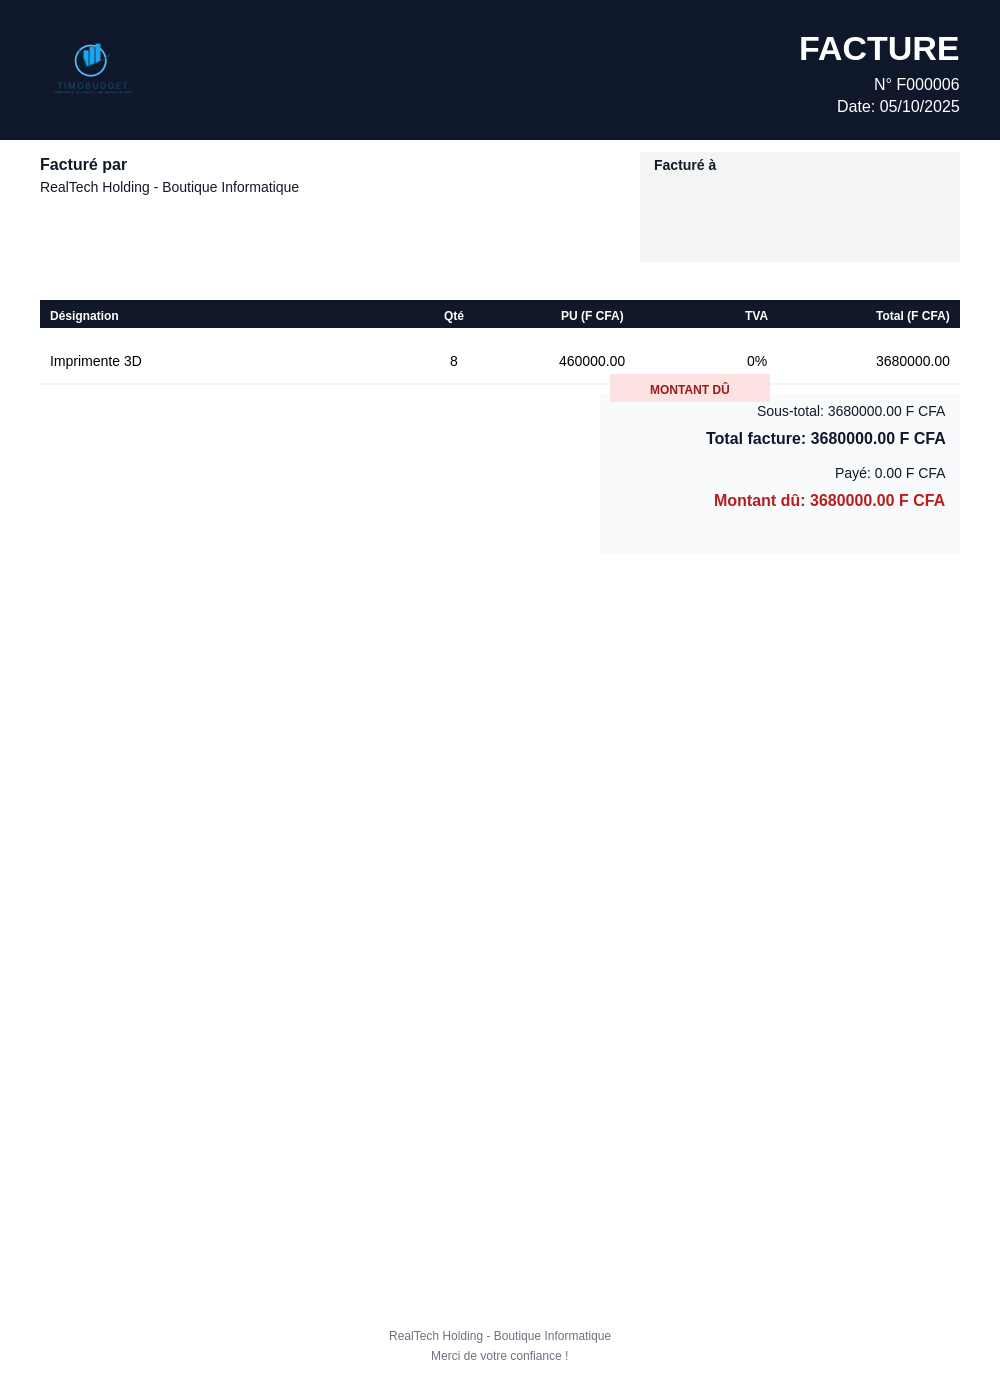 TIMOBUDGET
FACTURE
N° F000006
Date: 05/10/2025
Facturé par
RealTech Holding - Boutique Informatique
Facturé à
Désignation Qté PU (F CFA) TVA Total (F CFA)
Imprimente 3D 8 460000.00 0% 3680000.00
MONTANT DÛ
Sous-total: 3680000.00 F CFA
Total facture: 3680000.00 F CFA
Payé: 0.00 F CFA
Montant dû: 3680000.00 F CFA
RealTech Holding - Boutique Informatique
Merci de votre confiance !